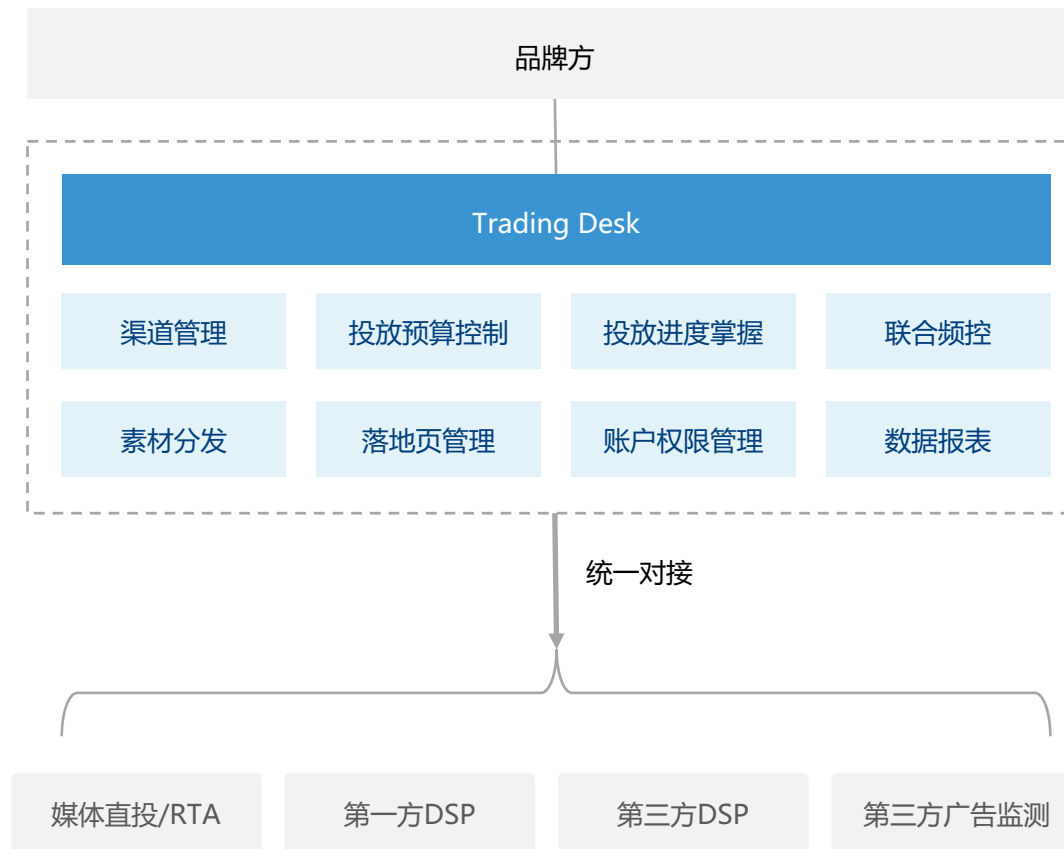 品牌方
Trading Desk
渠道管理
投放预算控制
投放进度掌握
联合频控
素材分发
落地页管理
账户权限管理
数据报表
统一对接
媒体直投/RTA
第一方DSP
第三方DSP
第三方广告监测